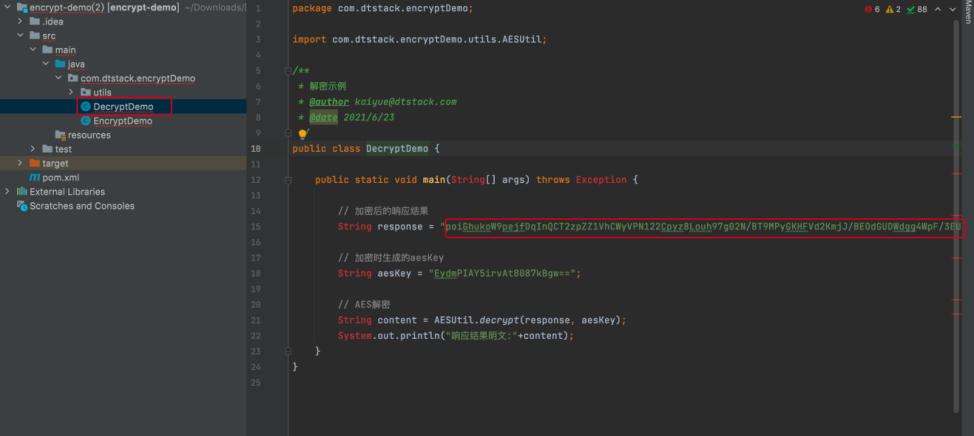 encrypt-demo(2) [encrypt-demo] ~/Downloads/
.idea
src
main
java
com.dtstack.encryptDemo
utils
DecryptDemo
EncryptDemo
resources
test
target
pom.xml
External Libraries
Scratches and Consoles
6 2 88
Maven
1 package com.dtstack.encryptDemo;
2
3 import com.dtstack.encryptDemo.utils.AESUtil;
4
5 /**
6 * 解密示例
7 * @author kaiyue@dtstack.com
8 * @date 2021/6/23
9 /
10 public class DecryptDemo {
11
12 public static void main(String[] args) throws Exception {
13
14 // 加密后的响应结果
15 String response = "poiGhukoW9pejfDqInQCT2zpZZ1VhCWyVPN122Cpyz8Louh97g02N/BT9MPyGKHFVd2KmjJ/BEOdGUDWdgg4WpF/3EU
16
17 // 加密时生成的aesKey
18 String aesKey = "EydmPIAY5irvAt8087kBgw==";
19
20 // AES解密
21 String content = AESUtil.decrypt(response, aesKey);
22 System.out.println("响应结果明文:"+content);
23 }
24 }
25